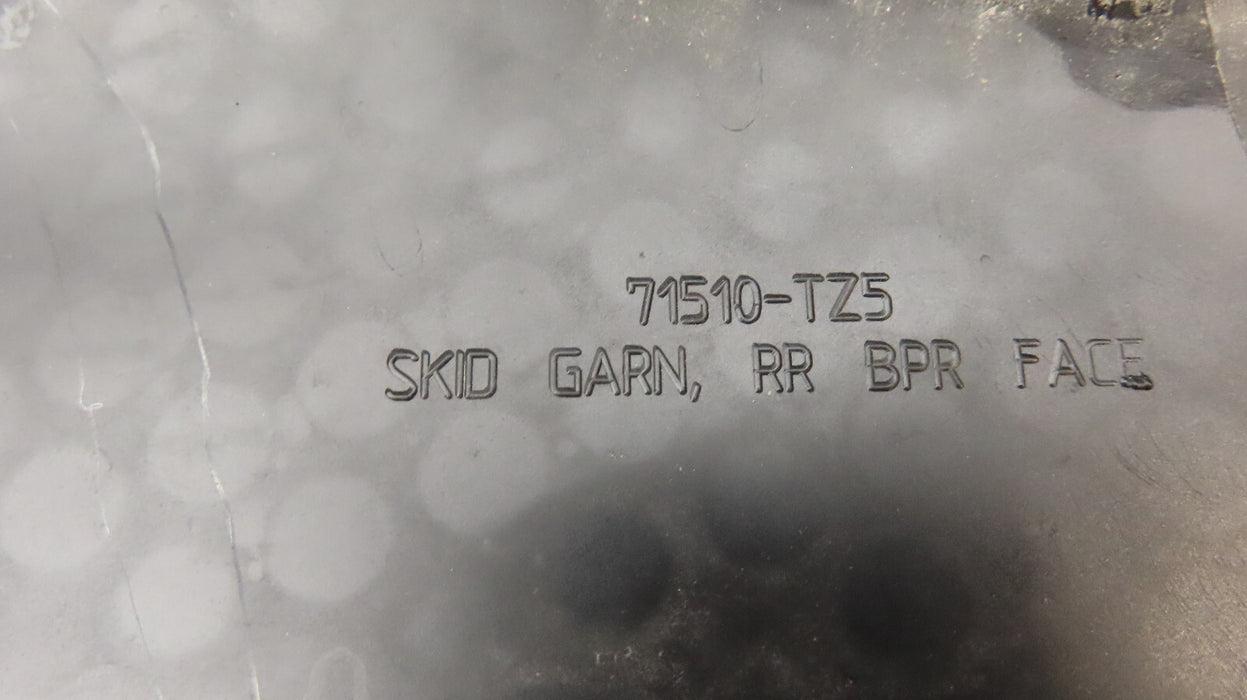 71510-TZ5
SKID GARN, RR BPR FACE